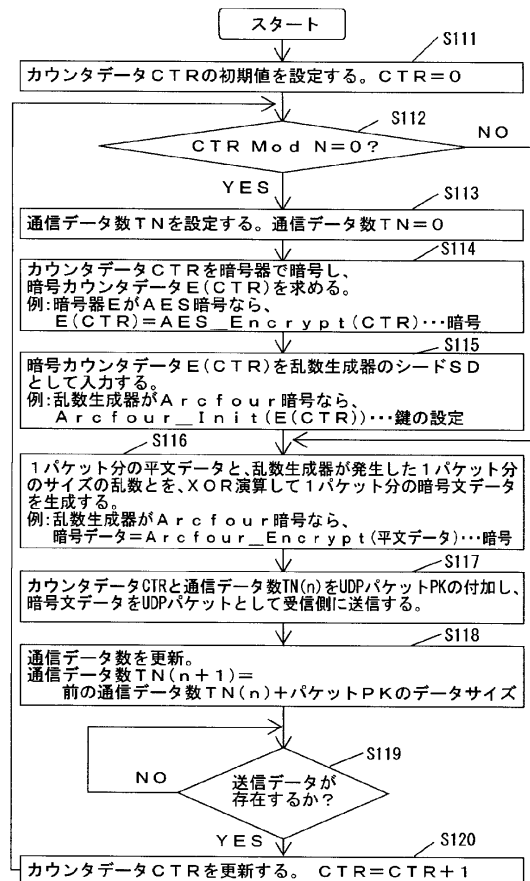 スタート
S111
カウンタデータCTRの初期値を設定する。CTR=0
S112
CTR Mod N=0?
NO
YES
S113
通信データ数TNを設定する。通信データ数TN=0
S114
カウンタデータCTRを暗号器で暗号し、
暗号カウンタデータE(CTR)を求める。
例:暗号器EがAES暗号なら、
E(CTR)=AES_Encrypt(CTR)・・・暗号
S115
暗号カウンタデータE(CTR)を乱数生成器のシードSD
として入力する。
例:乱数生成器がArcfour暗号なら、
Arcfour_Init(E(CTR))・・・鍵の設定
S116
1パケット分の平文データと、乱数生成器が発生した1パケット分
のサイズの乱数とを、XOR演算して1パケット分の暗号文データ
を生成する。
例:乱数生成器がArcfour暗号なら、
暗号データ=Arcfour_Encrypt(平文データ)・・・暗号
S117
カウンタデータCTRと通信データ数TN(n)をUDPパケットPKの付加し、
暗号文データをUDPパケットとして受信側に送信する。
S118
通信データ数を更新。
通信データ数TN(n+1)=
前の通信データ数TN(n)+パケットPKのデータサイズ
S119
NO
送信データが
存在するか?
YES
S120
カウンタデータCTRを更新する。 CTR=CTR+1